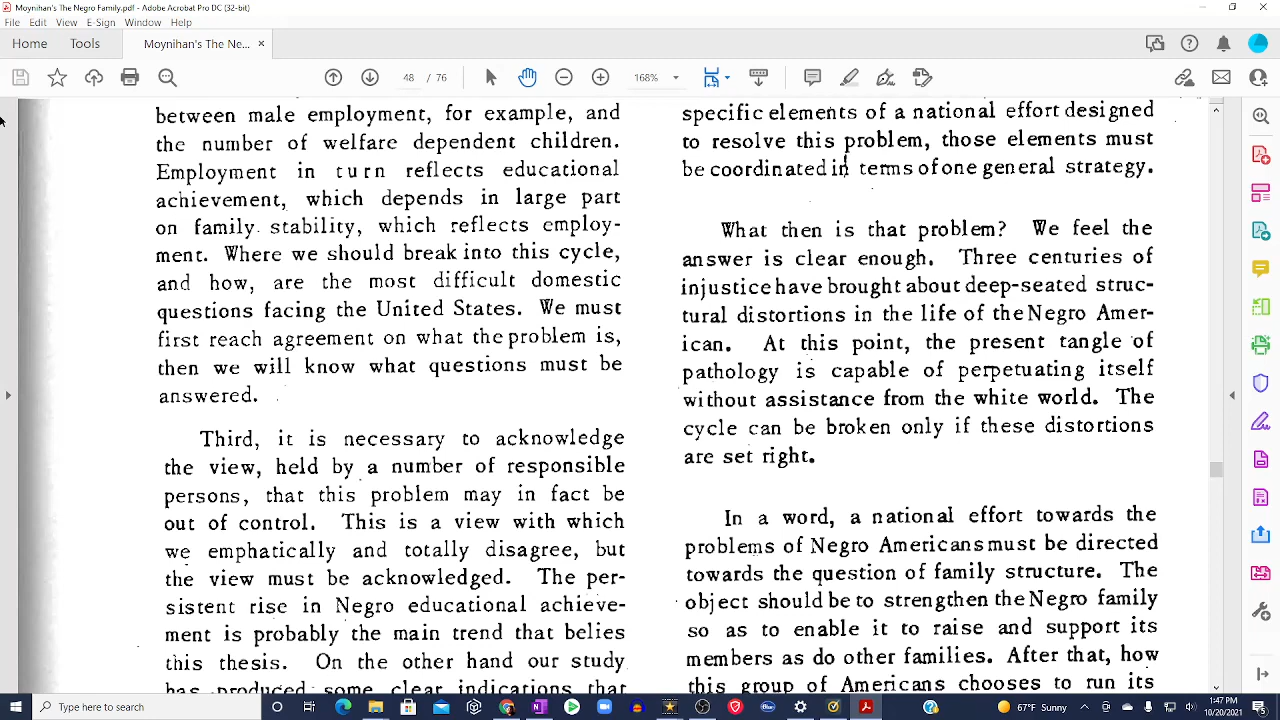 Moynihan's The Negro Family.pdf - Adobe Acrobat Pro DC (32-bit)
File Edit View E-Sign Window Help
Home Tools Moynihan's The Ne... ×
48 / 76 168%
between male employment, for example, and
the number of welfare dependent children.
Employment in turn reflects educational
achievement, which depends in large part
on family stability, which reflects employ-
ment. Where we should break into this cycle,
and how, are the most difficult domestic
questions facing the United States. We must
first reach agreement on what the problem is,
then we will know what questions must be
answered.
Third, it is necessary to acknowledge
the view, held by a number of responsible
persons, that this problem may in fact be
out of control. This is a view with which
we emphatically and totally disagree, but
the view must be acknowledged. The per-
sistent rise in Negro educational achieve-
ment is probably the main trend that belies
this thesis. On the other hand our study
has produced some clear indications that
specific elements of a national effort designed
to resolve this problem, those elements must
be coordinated in terms of one general strategy.
What then is that problem? We feel the
answer is clear enough. Three centuries of
injustice have brought about deep-seated struc-
tural distortions in the life of the Negro Amer-
ican. At this point, the present tangle of
pathology is capable of perpetuating itself
without assistance from the white world. The
cycle can be broken only if these distortions
are set right.
In a word, a national effort towards the
problems of Negro Americans must be directed
towards the question of family structure. The
object should be to strengthen the Negro family
so as to enable it to raise and support its
members as do other families. After that, how
this group of Americans chooses to run its
Type here to search
67°F Sunny
1:47 PM
10/20/2021